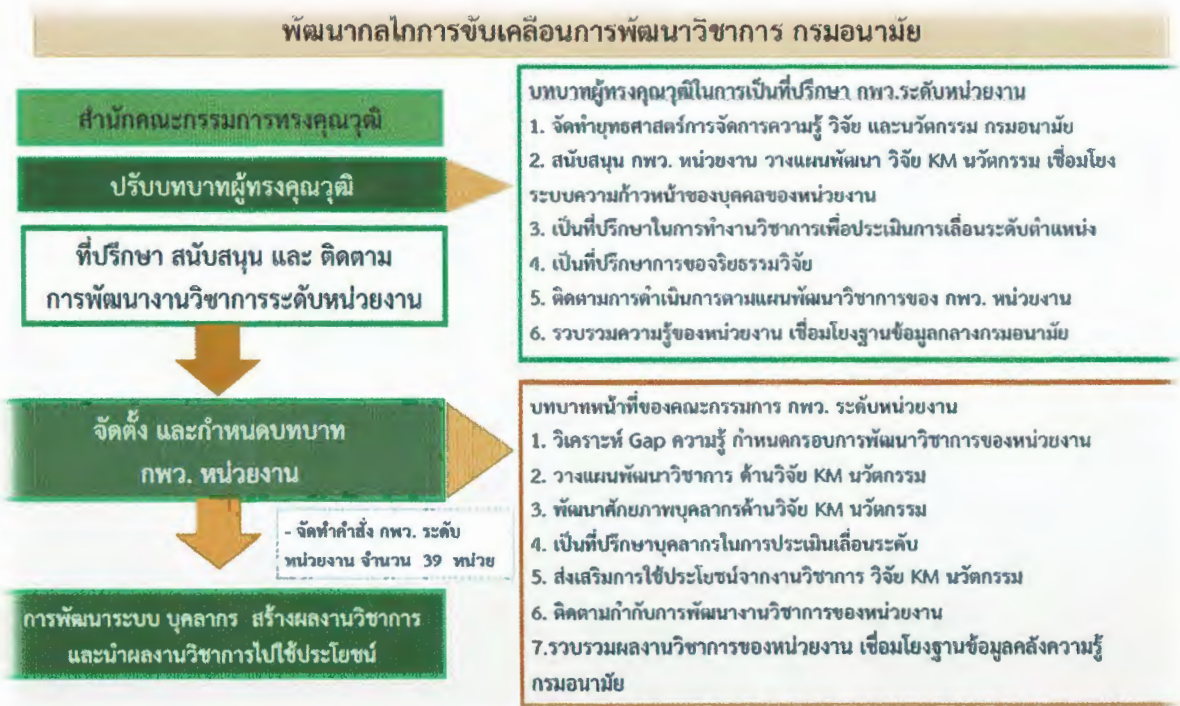 พัฒนากลไกการขับเคลื่อนการพัฒนาวิชาการ กรมอนามัย
สำนักคณะกรรมการทรงคุณวุฒิ
ปรับบทบาทผู้ทรงคุณวุฒิ
ที่ปรึกษา สนับสนุน และ ติดตาม
การพัฒนางานวิชาการระดับหน่วยงาน
บทบาทผู้ทรงคุณวุฒิในการเป็นที่ปรึกษา กพว.ระดับหน่วยงาน
1. จัดทำยุทธศาสตร์การจัดการความรู้ วิจัย และนวัตกรรม กรมอนามัย
2. สนับสนุน กพว. หน่วยงาน วางแผนพัฒนา วิจัย KM นวัตกรรม เชื่อมโยง
ระบบความก้าวหน้าของบุคคลของหน่วยงาน
3. เป็นที่ปรึกษาในการทำงานวิชาการเพื่อประเมินการเลื่อนระดับตำแหน่ง
4. เป็นที่ปรึกษาการขอจริยธรรมวิจัย
5. ติดตามการดำเนินการตามแผนพัฒนาวิชาการของ กพว. หน่วยงาน
6. รวบรวมความรู้ของหน่วยงาน เชื่อมโยงฐานข้อมูลกลางกรมอนามัย
จัดตั้ง และกำหนดบทบาท
กพว. หน่วยงาน
- จัดทำคำสั่ง กพว. ระดับ
หน่วยงาน จำนวน 39 หน่วย
การพัฒนาระบบ บุคลากร สร้างผลงานวิชาการ
และนำผลงานวิชาการไปใช้ประโยชน์
บทบาทหน้าที่ของคณะกรรมการ กพว. ระดับหน่วยงาน
1. วิเคราะห์ Gap ความรู้ กำหนดกรอบการพัฒนาวิชาการของหน่วยงาน
2. วางแผนพัฒนาวิชาการ ด้านวิจัย KM นวัตกรรม
3. พัฒนาศักยภาพบุคลากรด้านวิจัย KM นวัตกรรม
4. เป็นที่ปรึกษาบุคลากรในการประเมินเลื่อนระดับ
5. ส่งเสริมการใช้ประโยชน์จากงานวิชาการ วิจัย KM นวัตกรรม
6. ติดตามกำกับการพัฒนางานวิชาการของหน่วยงาน
7.รวบรวมผลงานวิชาการของหน่วยงาน เชื่อมโยงฐานข้อมูลคลังความรู้
กรมอนามัย